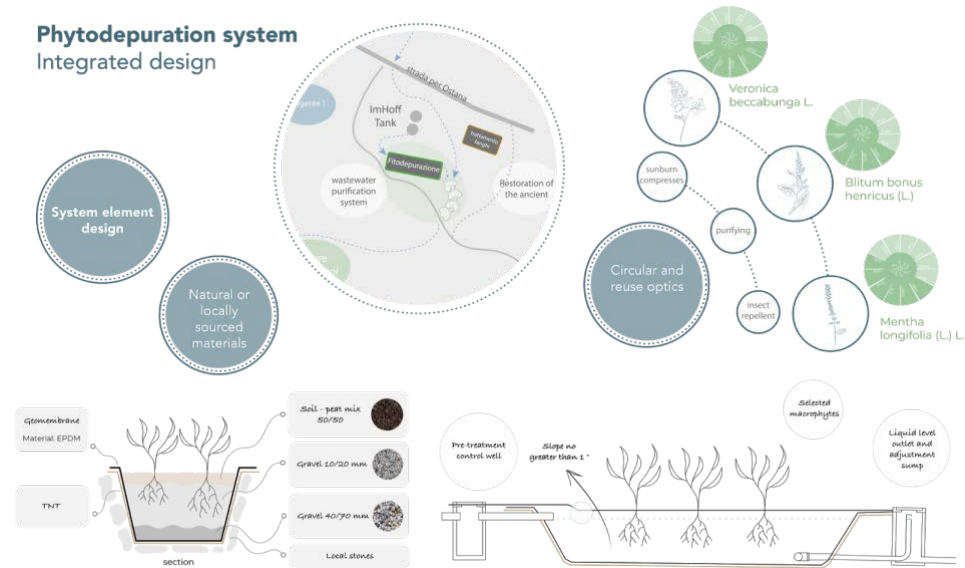 Phytodepuration system
Integrated design
strada per Ostana
ImHoff
Tank
trattamento
fanghi
Fitodepurazione
wastewater
purification
system
Restoration of
the ancient
System element
design
Natural or
locally
sourced
materials
Veronica
beccabunga L.
sunburn
compresses
Blitum bonus
henricus (L.)
purifying
Circular and
reuse optics
insect
repellent
Mentha
longifolia (L.) L.
Geomembrane
Material: EPDM
TNT
Soil - peat mix
50/50
Gravel 10/20 mm
Gravel 40/70 mm
Local stones
section
Pre-treatment
control well
Slope no
greater than 1 °
Selected
macrophytes
Liquid level
outlet and
adjustment
sump